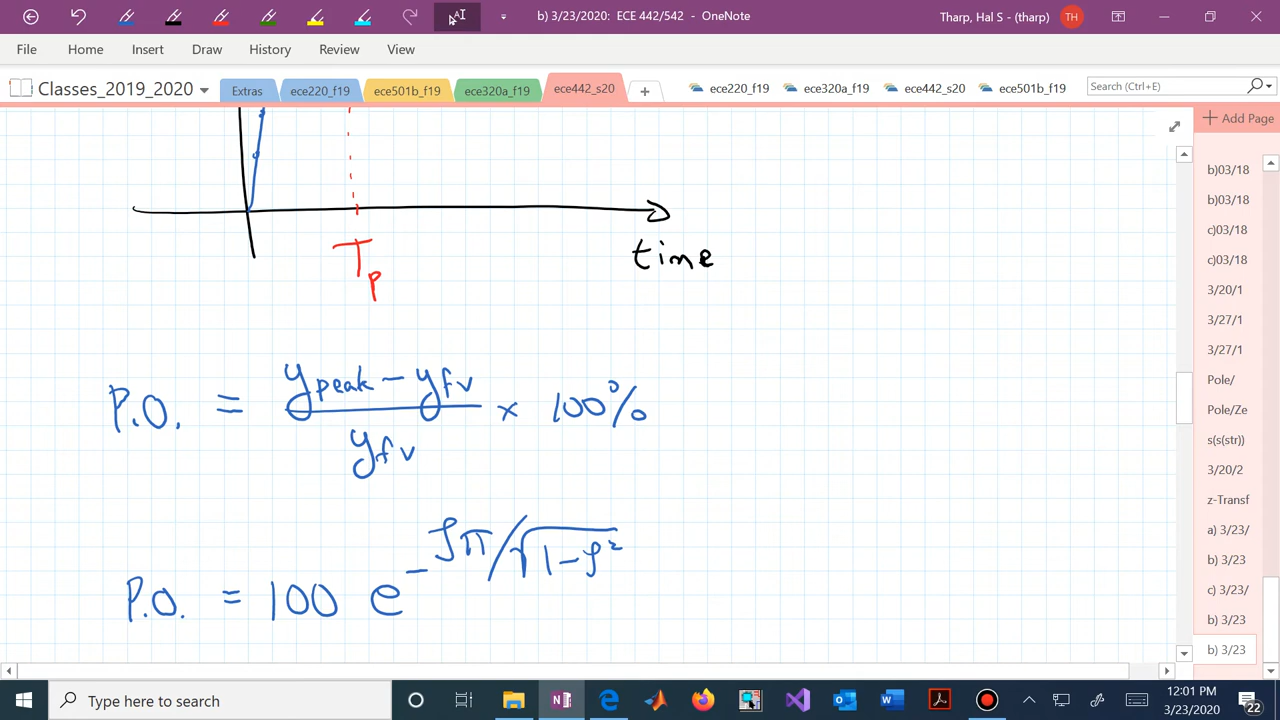 b) 3/23/2020: ECE 442/542 - OneNote
Tharp, Hal S - (tharp)
TH
File Home Insert Draw History Review View
Classes_2019_2020
Extras ece220_f19 ece501b_f19 ece320a_f19 ece442_s20
ece220_f19 ece320a_f19 ece442_s20 ece501b_f19
Search (Ctrl+E)
Add Page
b)03/18
b)03/18
c)03/18
c)03/18
3/20/1
3/27/1
3/27/1
Pole/
Pole/Ze
s(s(str))
3/20/2
z-Transf
a) 3/23/
b) 3/23
c) 3/23/
b) 3/23
b) 3/23
time
Tp
P.O. = (ypeak - yfv) / yfv × 100%
P.O. = 100 e^(-ζπ/√(1-ζ²))
Type here to search
12:01 PM
3/23/2020
22